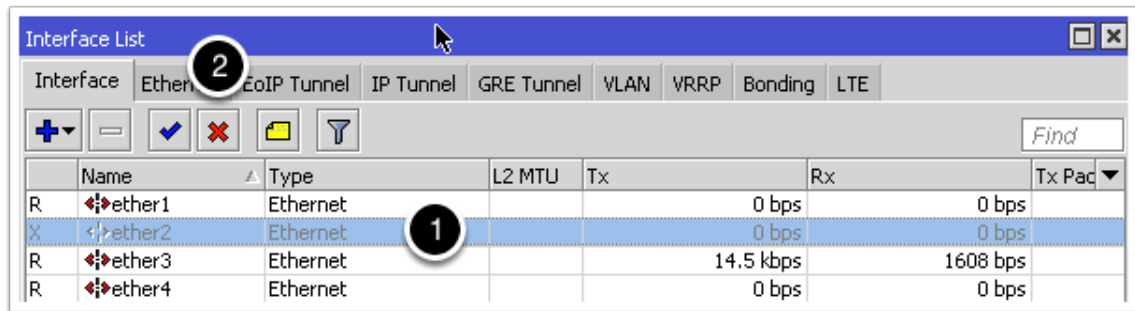 Interface List
2
Interface Ether EoIP Tunnel IP Tunnel GRE Tunnel VLAN VRRP Bonding LTE
Find
Name Type L2 MTU Tx Rx Tx Pac
R ether1 Ethernet 0 bps 0 bps
X ether2 Ethernet 1 0 bps 0 bps
R ether3 Ethernet 14.5 kbps 1608 bps
R ether4 Ethernet 0 bps 0 bps